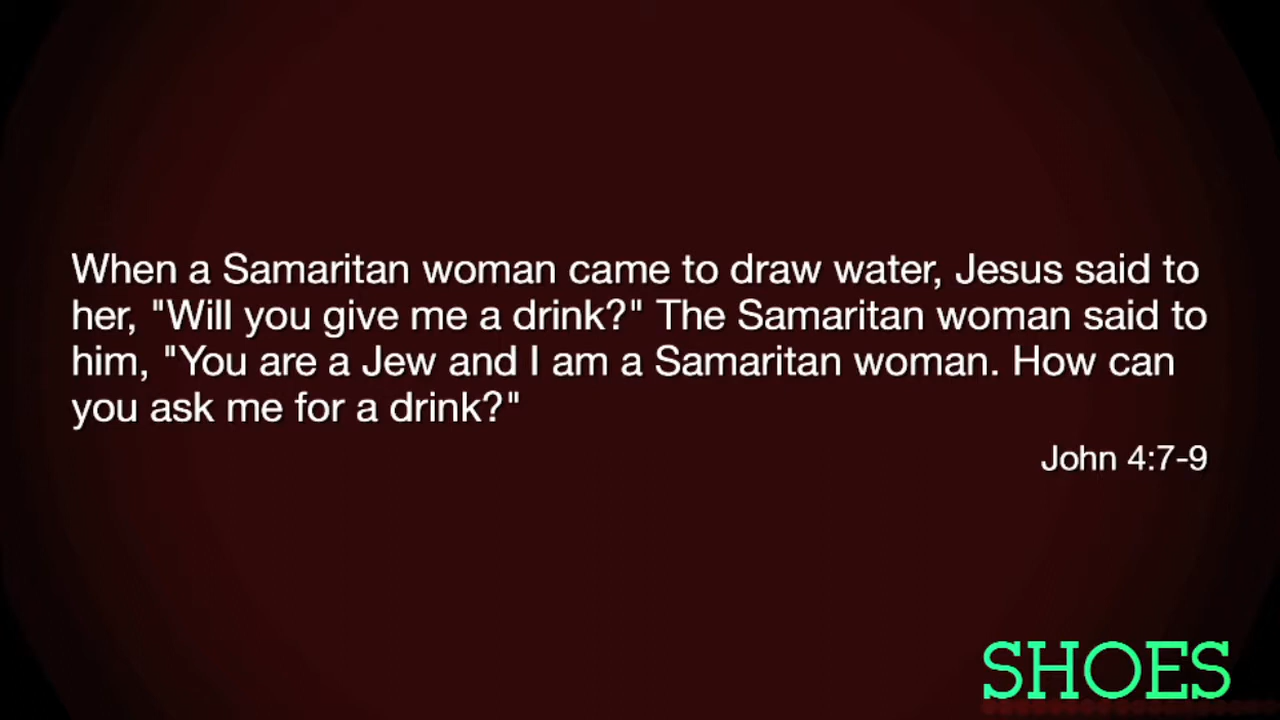 When a Samaritan woman came to draw water, Jesus said to
her, "Will you give me a drink?" The Samaritan woman said to
him, "You are a Jew and I am a Samaritan woman. How can
you ask me for a drink?"
John 4:7-9
SHOES